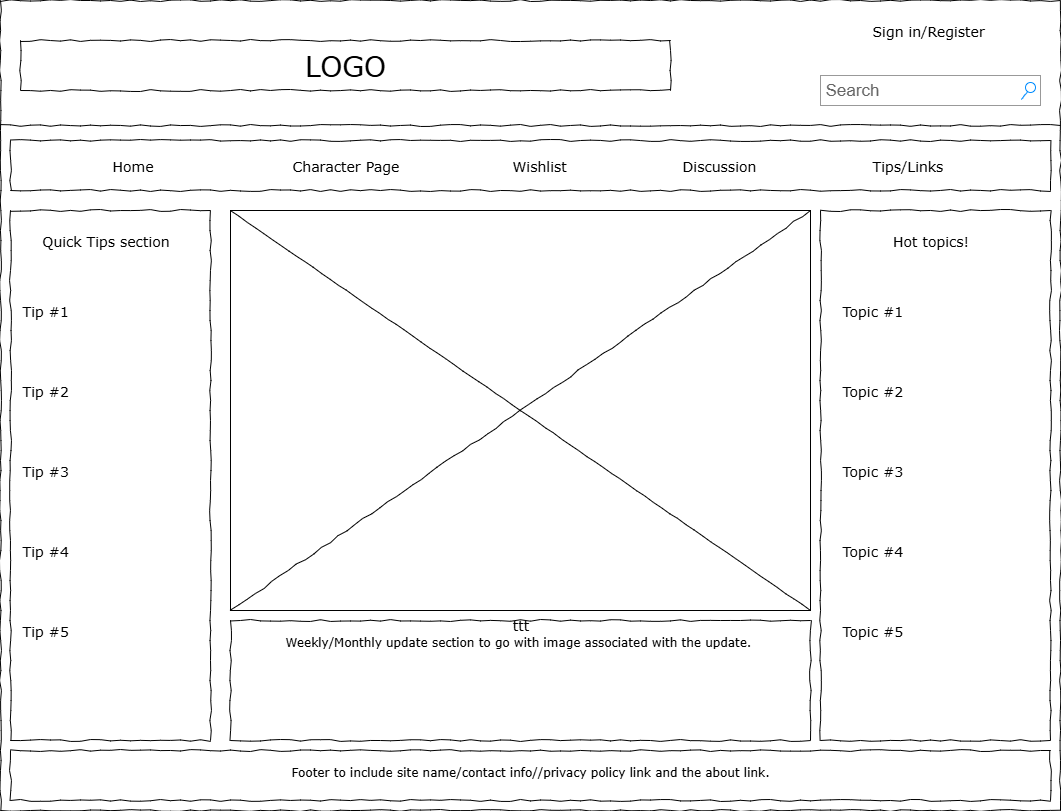 Sign in/Register
LOGO
Search
Home
Character Page
Wishlist
Discussion
Tips/Links
Quick Tips section
Tip #1
Tip #2
Tip #3
Tip #4
Tip #5
ttt
Weekly/Monthly update section to go with image associated with the update.
Hot topics!
Topic #1
Topic #2
Topic #3
Topic #4
Topic #5
Footer to include site name/contact info//privacy policy link and the about link.